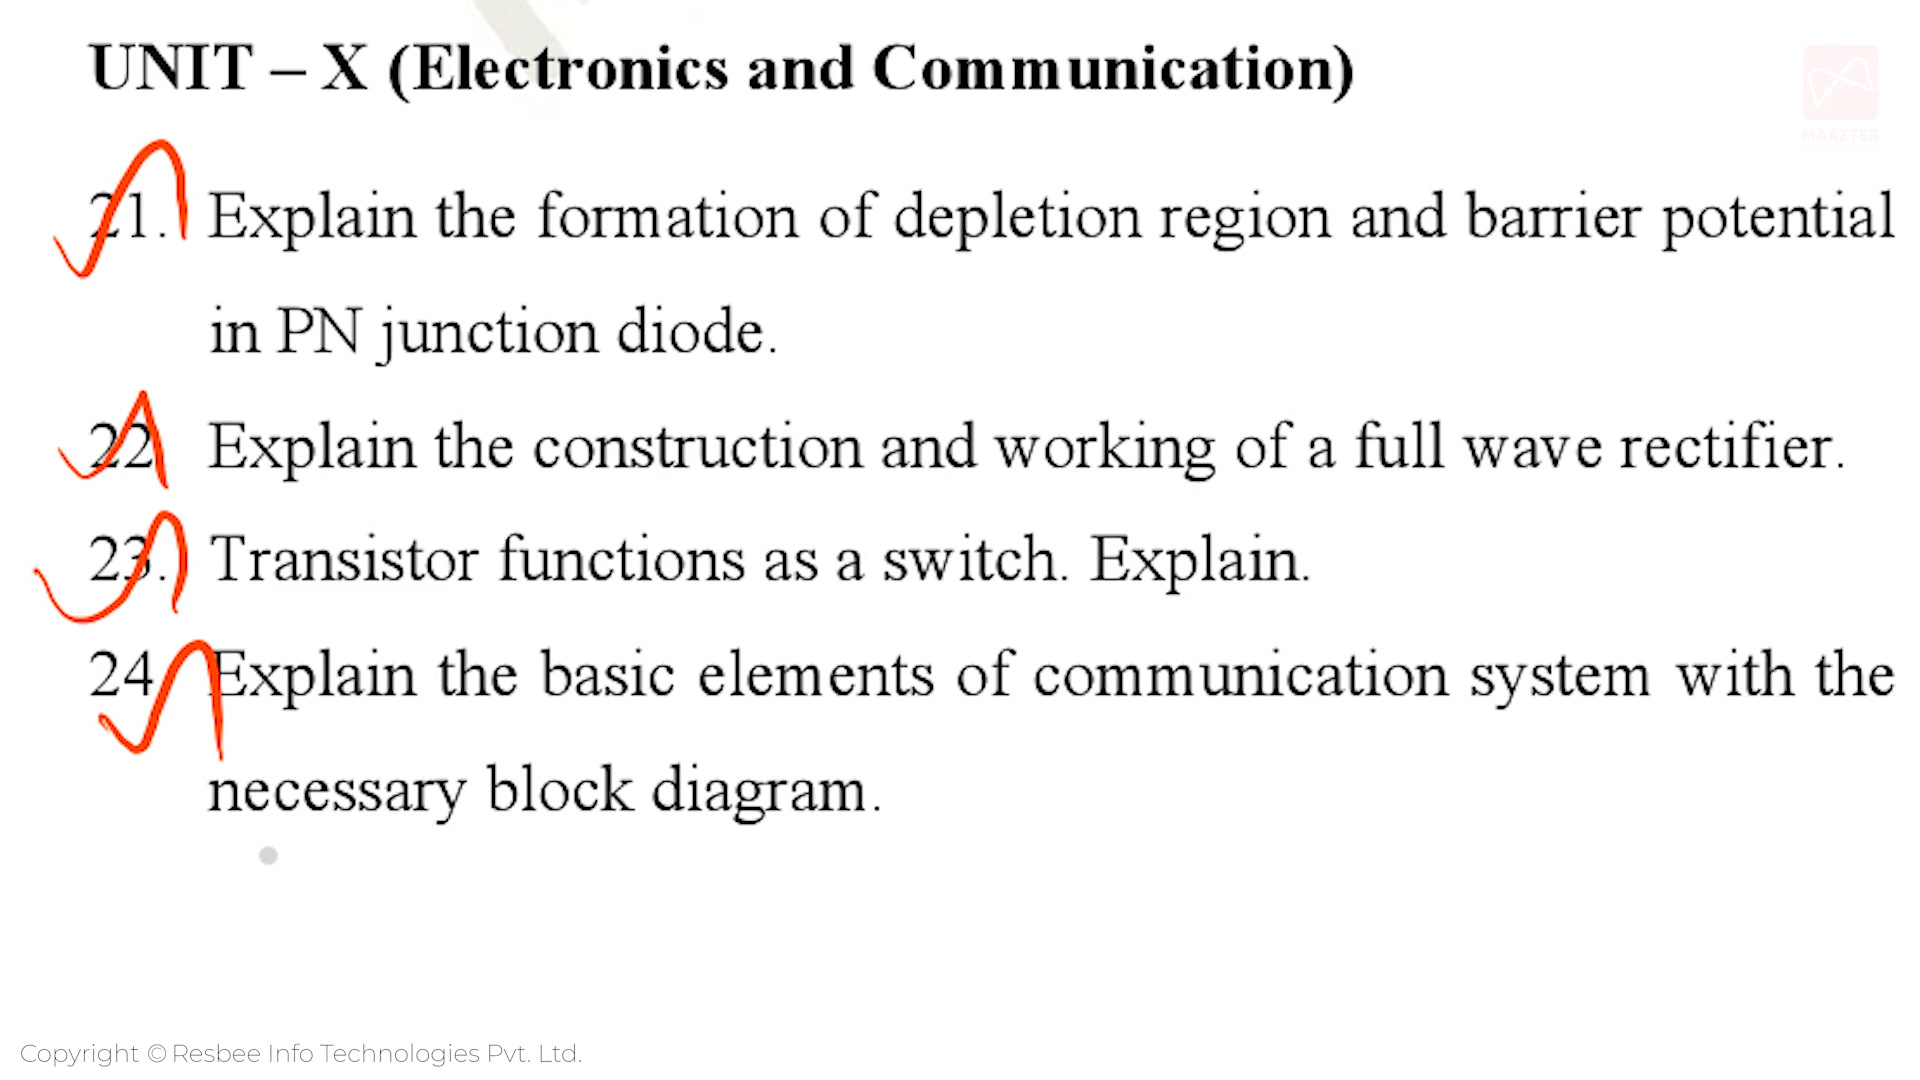 UNIT – X (Electronics and Communication)
MAAZTER
21. Explain the formation of depletion region and barrier potential
in PN junction diode.
22 Explain the construction and working of a full wave rectifier.
23. Transistor functions as a switch. Explain.
24 Explain the basic elements of communication system with the
necessary block diagram.
Copyright © Resbee Info Technologies Pvt. Ltd.